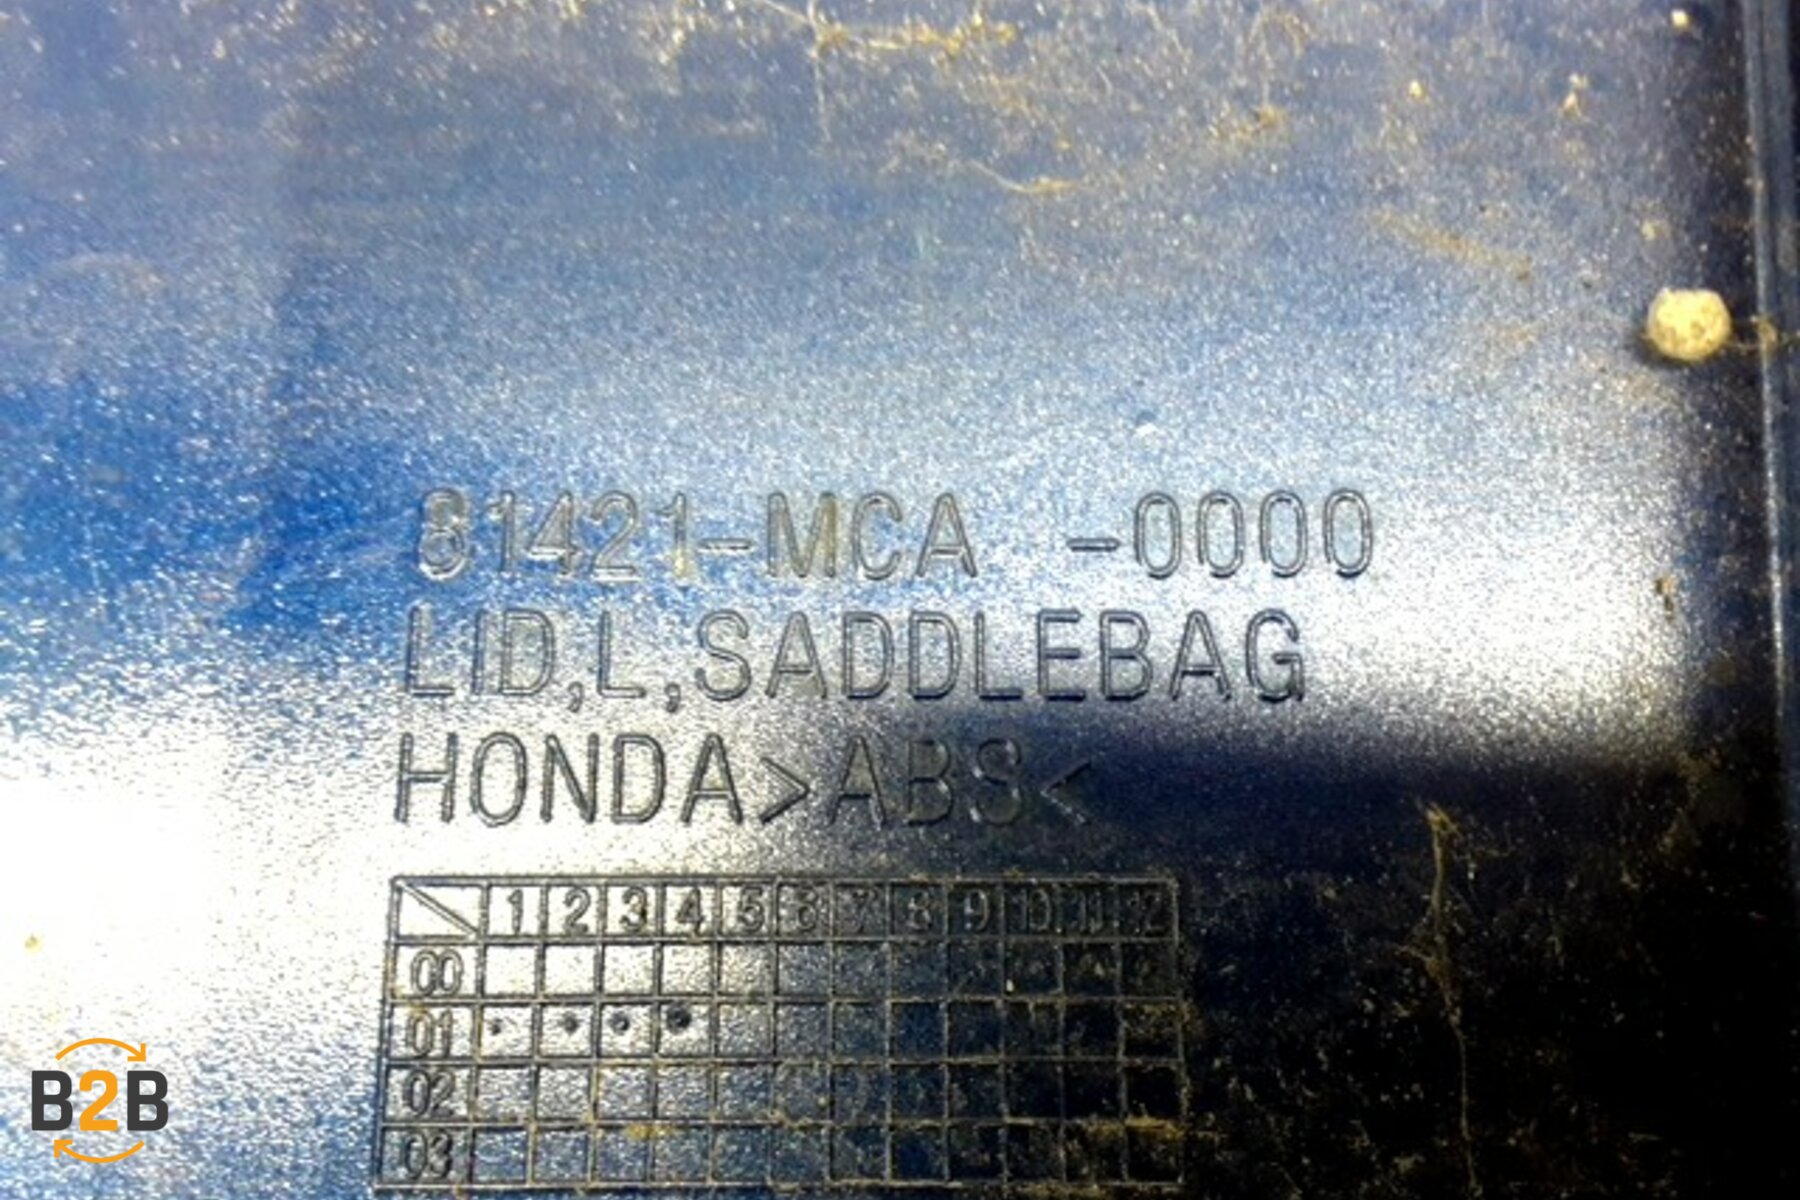 81421-MCA -0000
LID,L,SADDLEBAG
HONDA>ABS<
1 2 3 4 5 6 7 8 9 10 11 12
00
01
02
03
B2B